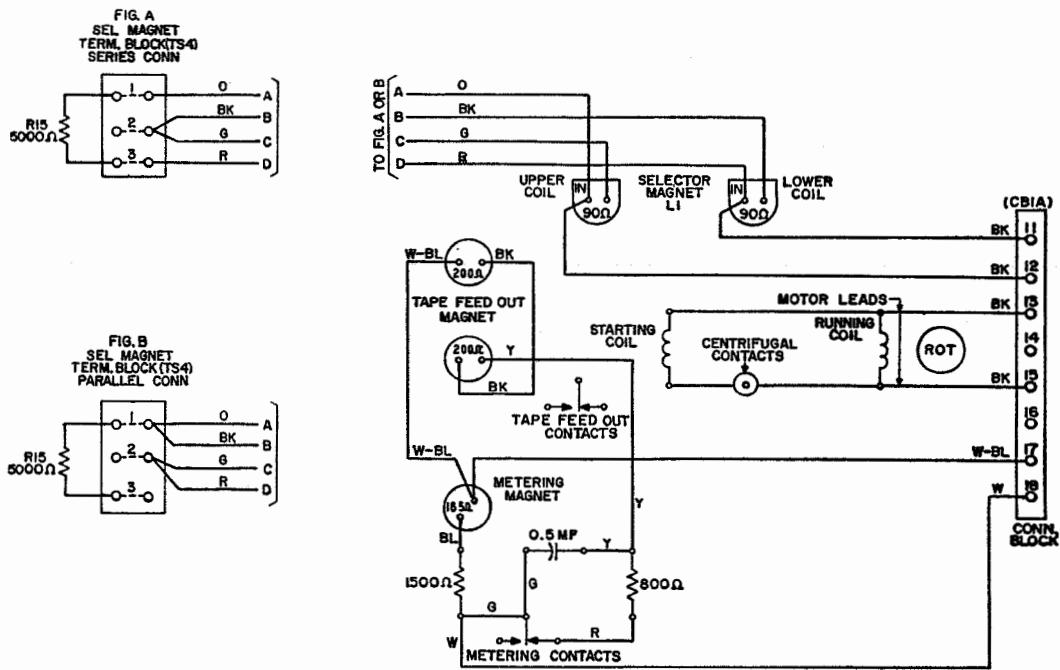 FIG. A
SEL MAGNET
TERM. BLOCK(TS4)
SERIES CONN
1
2
3
R15
5000Ω
O
A
BK
B
G
C
R
D
TO FIG. A OR B
A
O
B
BK
C
G
D
R
UPPER
COIL
IN
90Ω
SELECTOR
MAGNET
L1
IN
90Ω
LOWER
COIL
(CB1A)
BK
11
BK
12
BK
13
14
BK
15
16
W-BL
17
W
18
CONN.
BLOCK
W-BL
200Ω
BK
TAPE FEED OUT
MAGNET
200Ω
Y
BK
MOTOR LEADS
STARTING
COIL
CENTRIFUGAL
CONTACTS
RUNNING
COIL
ROT
TAPE FEED OUT
CONTACTS
FIG. B
SEL MAGNET
TERM. BLOCK(TS4)
PARALLEL CONN
1
2
3
R15
5000Ω
O
A
BK
B
G
C
R
D
W-BL
METERING
MAGNET
185Ω
BL
0.5 MF
Y
Y
1500Ω
G
800Ω
G
W
R
METERING CONTACTS